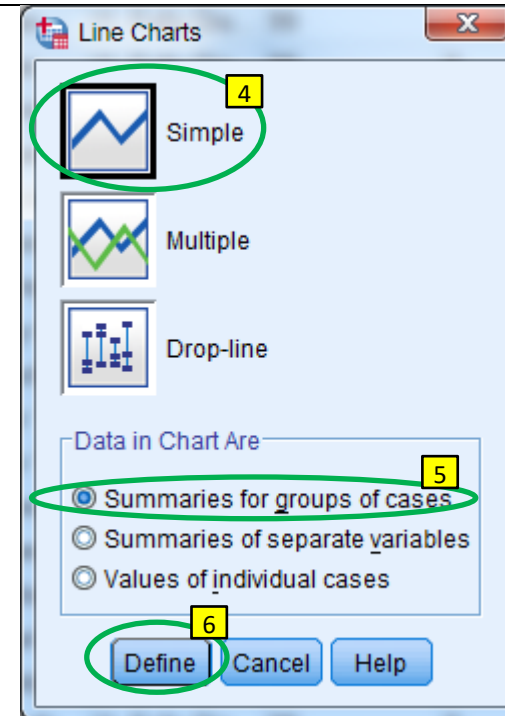 Line Charts
4
Simple
Multiple
Drop-line
Data in Chart Are
5
Summaries for groups of cases
Summaries of separate variables
Values of individual cases
6
Define Cancel Help